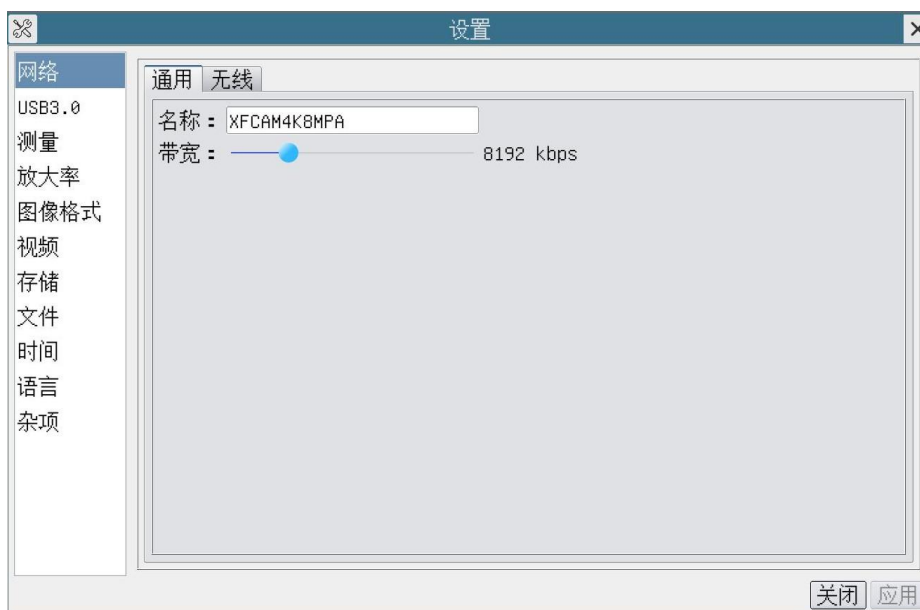 设置
网络
USB3.0
测量
放大率
图像格式
视频
存储
文件
时间
语言
杂项
通用 无线
名称：XFCAM4K8MPA
带宽： 8192 kbps
关闭 应用